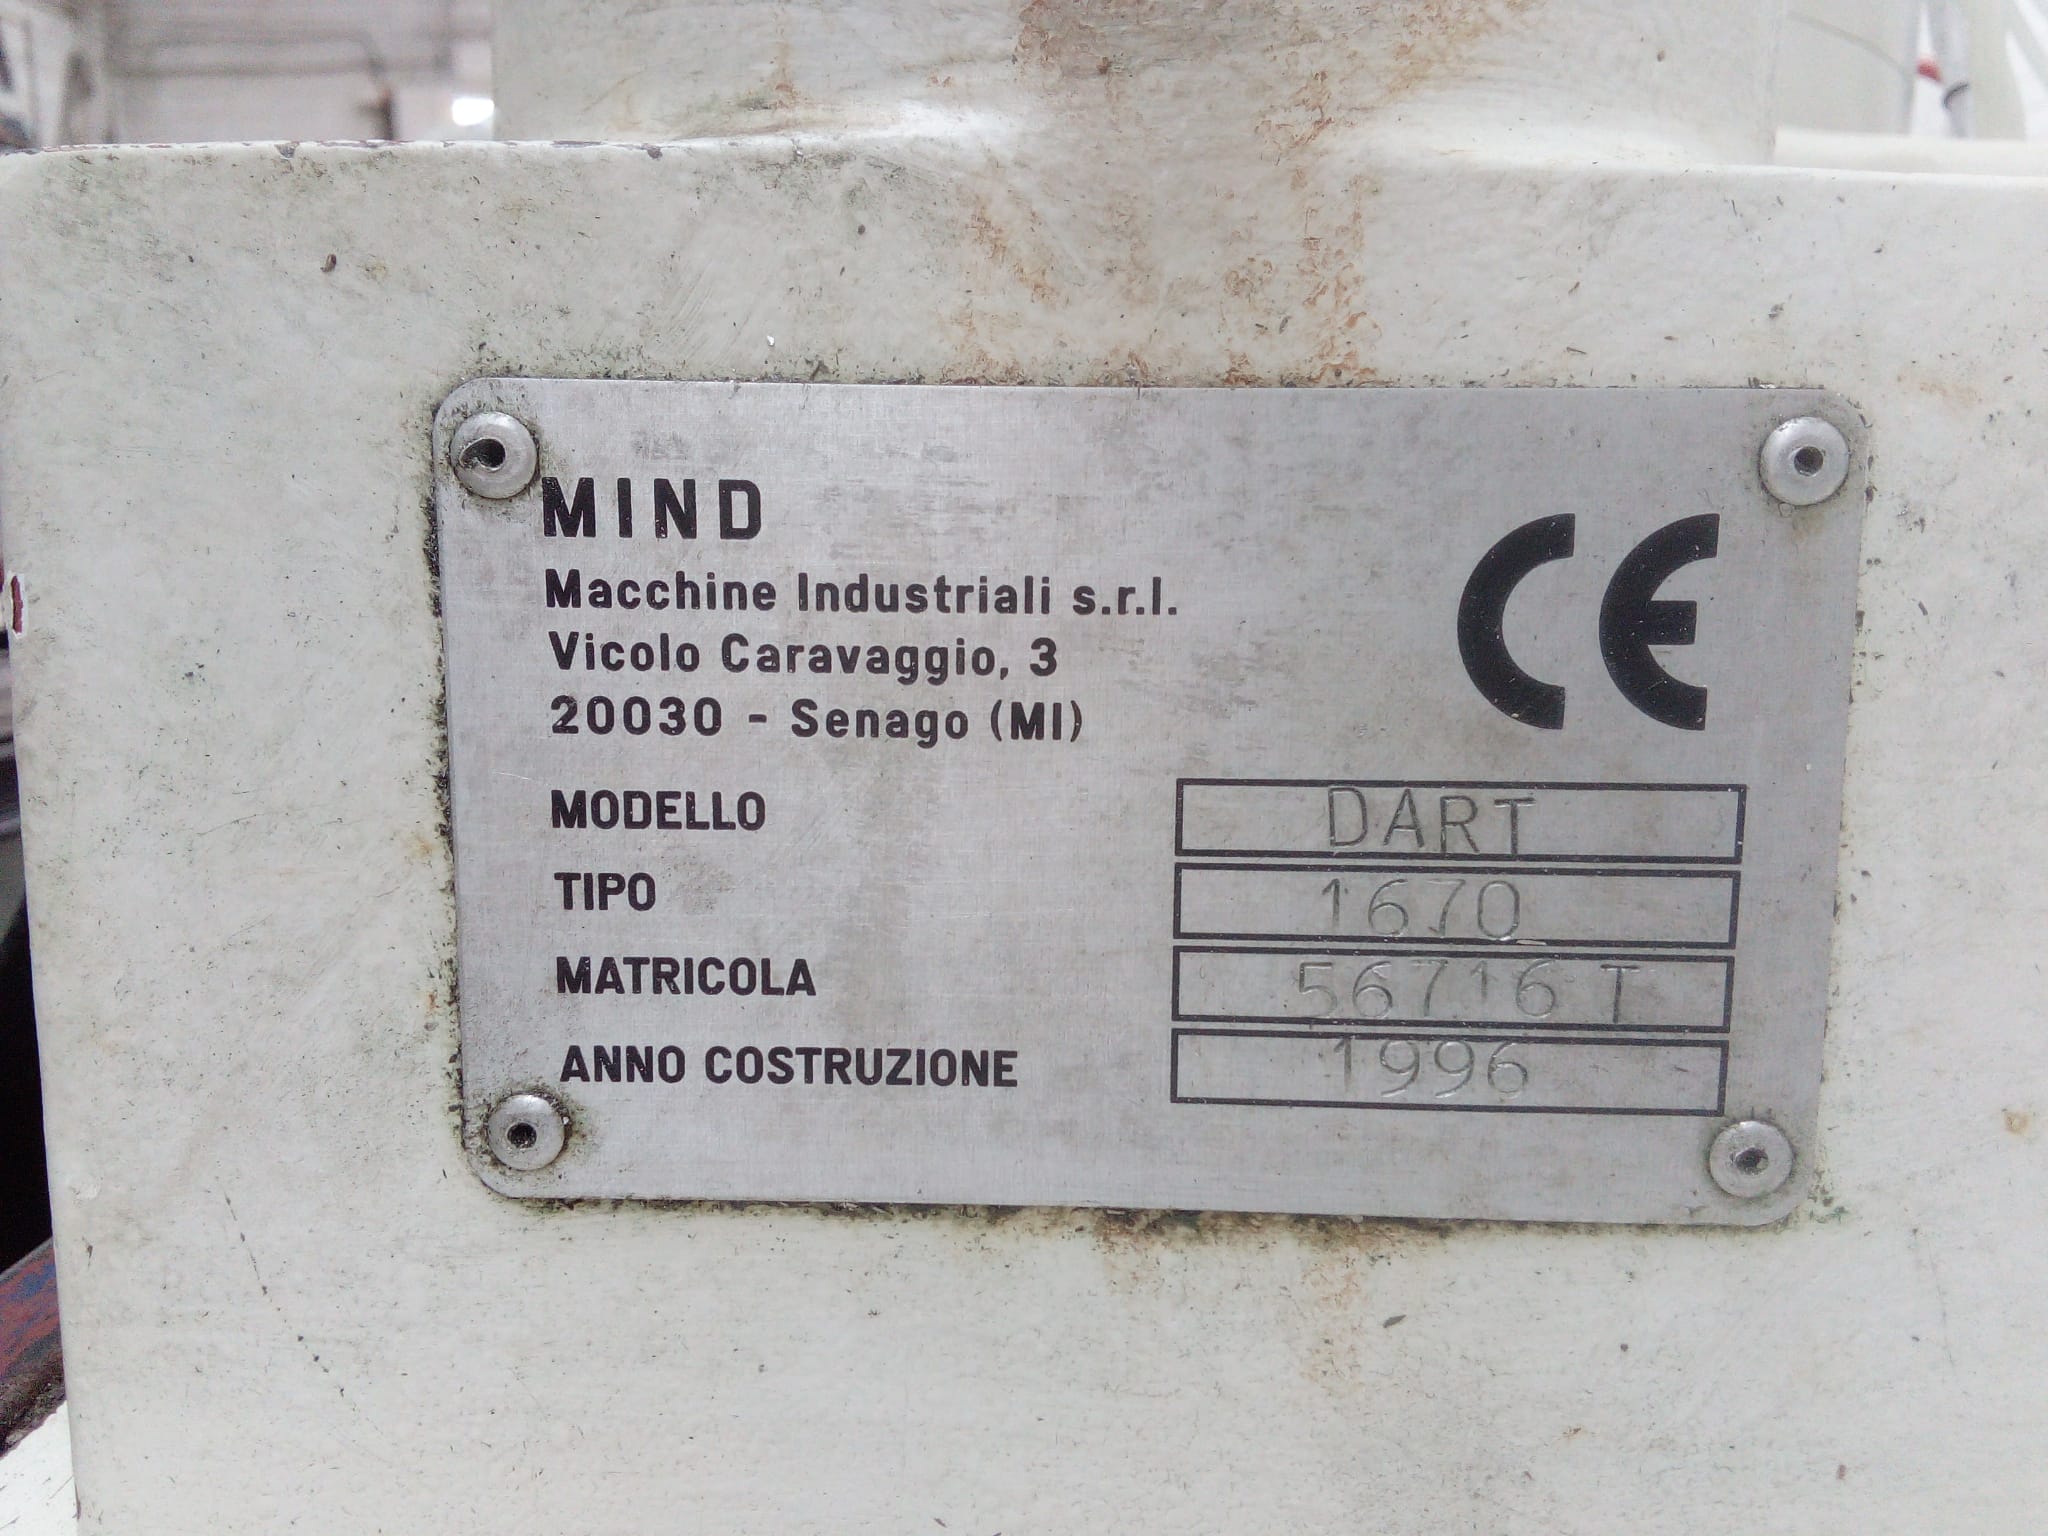 MIND
Macchine Industriali s.r.l.
Vicolo Caravaggio, 3
20030 - Senago (MI)
CE
MODELLO DART
TIPO 1670
MATRICOLA 56716 T
ANNO COSTRUZIONE 1996